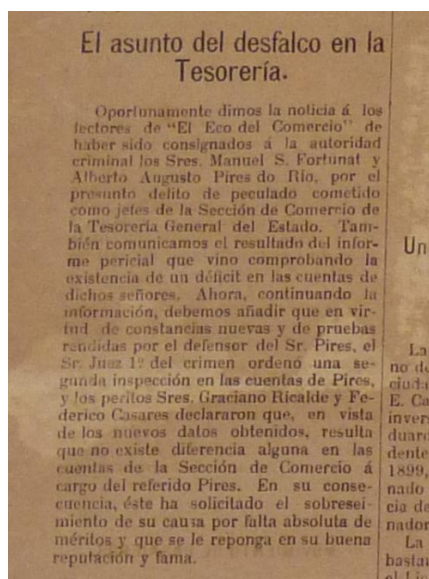 El asunto del desfalco en la
Tesorería.
Oportunamente dimos la noticia á los
lectores de "El Eco del Comercio" de
haber sido consignados á la autoridad
criminal los Sres. Manuel S. Fortunat y
Alberto Augusto Pires do Rio, por el
presunto delito de peculado cometido
como jefes de la Sección de Comercio de
la Tesorería General del Estado. Tam-
bién comunicamos el resultado del infor-
me pericial que vino comprobando la
existencia de un déficit en las cuentas de
dichos señores. Ahora, continuando la
información, debemos añadir que en vir-
tud de constancias nuevas y de pruebas
rendidas por el defensor del Sr. Pires, el
Sr. Juez 1º del crimen ordenó una se-
gunda inspección en las cuentas de Pires,
y los peritos Sres. Graciano Ricalde y Fe-
derico Casares declararon que, en vista
de los nuevos datos obtenidos, resulta
que no existe diferencia alguna en las
cuentas de la Sección de Comercio á
cargo del referido Pires. En su conse-
cuencia, éste ha solicitado el sobresei-
miento de su causa por falta absoluta de
méritos y que se le reponga en su buena
reputación y fama.
Un
La
no de
ciuda
E. Ca
invers
duard
dente
1899,
nado
cia de
nador
La
bastar